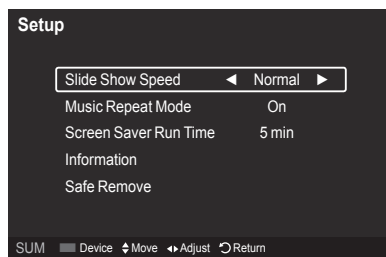 Setup
Slide Show Speed ◄ Normal ►
Music Repeat Mode On
Screen Saver Run Time 5 min
Information
Safe Remove
SUM Device Move Adjust Return